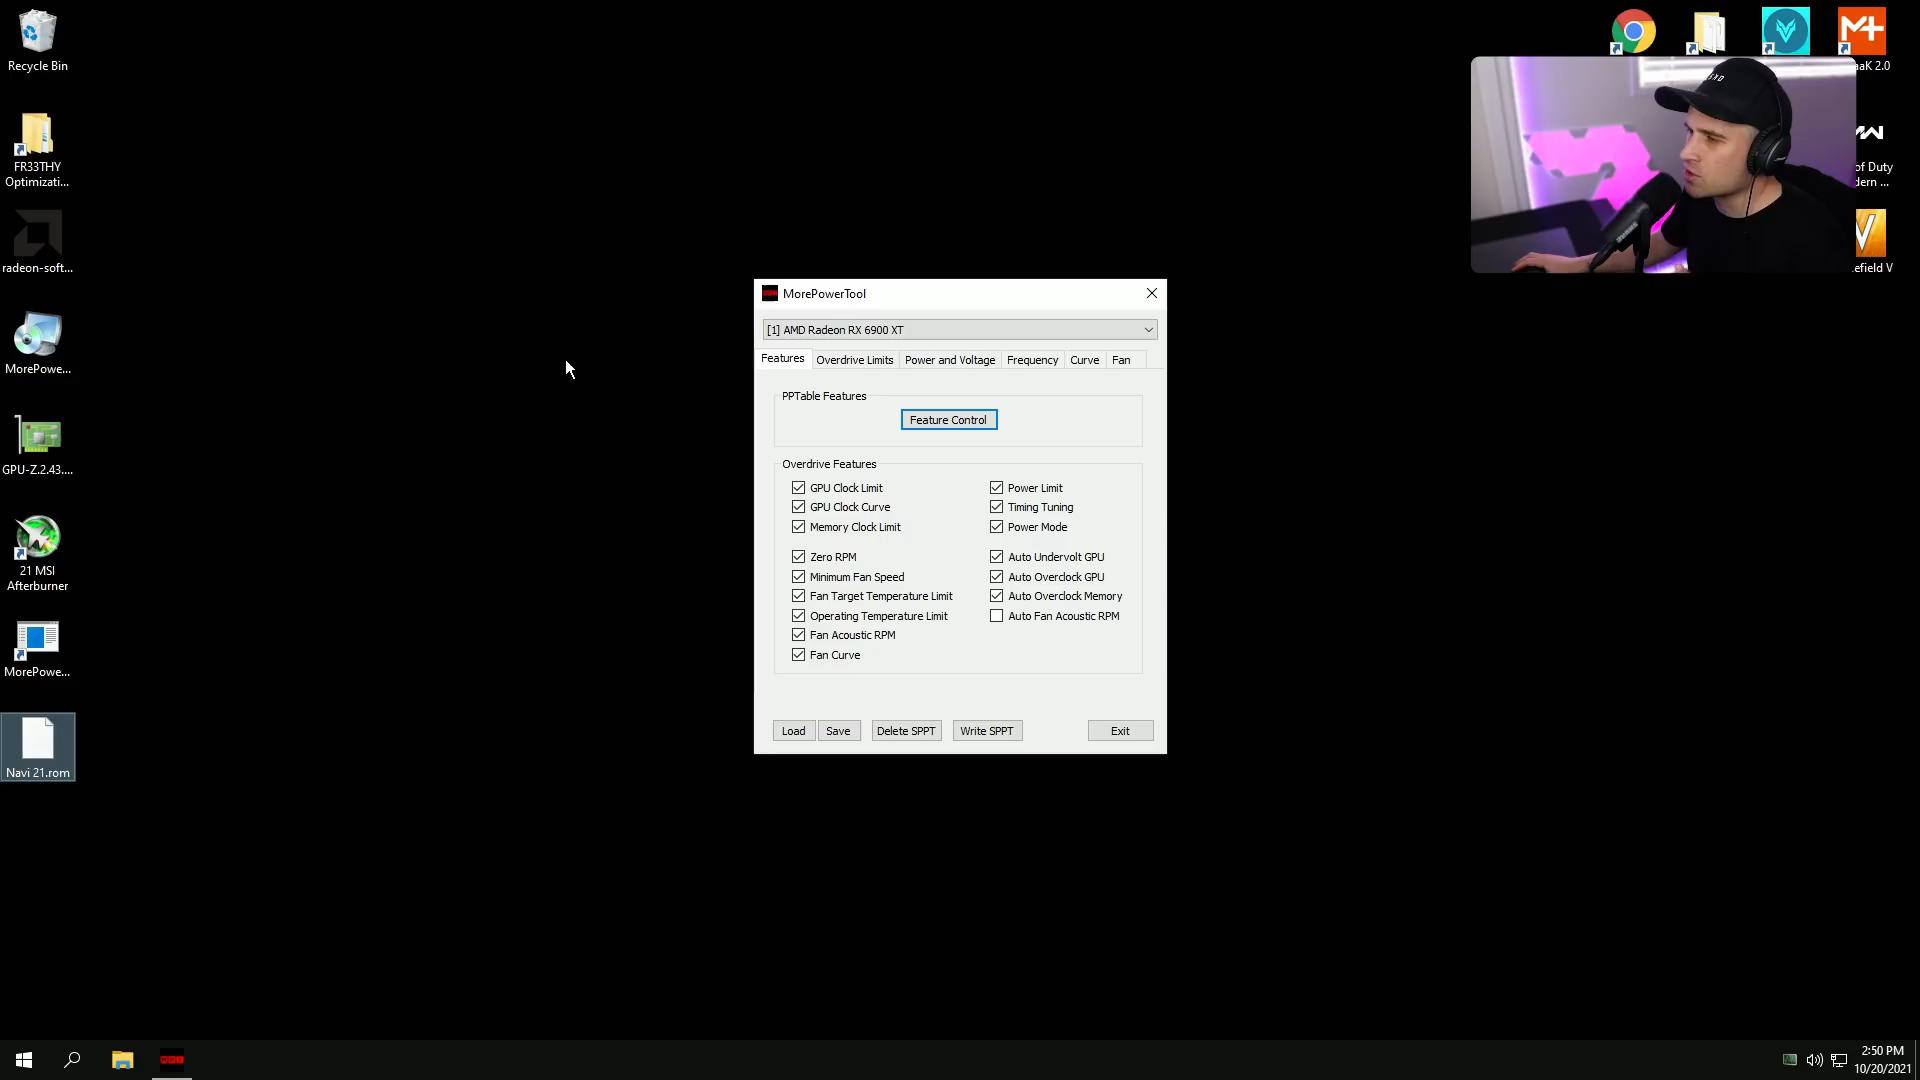 Recycle Bin
FR33THY
Optimizati...
radeon-soft...
MorePowe...
GPU-Z.2.43....
21 MSI
Afterburner
MorePowe...
Navi 21.rom
aaK 2.0
of Duty
dern ...
efield V
MorePowerTool
[1] AMD Radeon RX 6900 XT
Features Overdrive Limits Power and Voltage Frequency Curve Fan
PPTable Features
Feature Control
Overdrive Features
GPU Clock Limit
GPU Clock Curve
Memory Clock Limit
Zero RPM
Minimum Fan Speed
Fan Target Temperature Limit
Operating Temperature Limit
Fan Acoustic RPM
Fan Curve
Power Limit
Timing Tuning
Power Mode
Auto Undervolt GPU
Auto Overclock GPU
Auto Overclock Memory
Auto Fan Acoustic RPM
Load Save Delete SPPT Write SPPT Exit
2:50 PM
10/20/2021